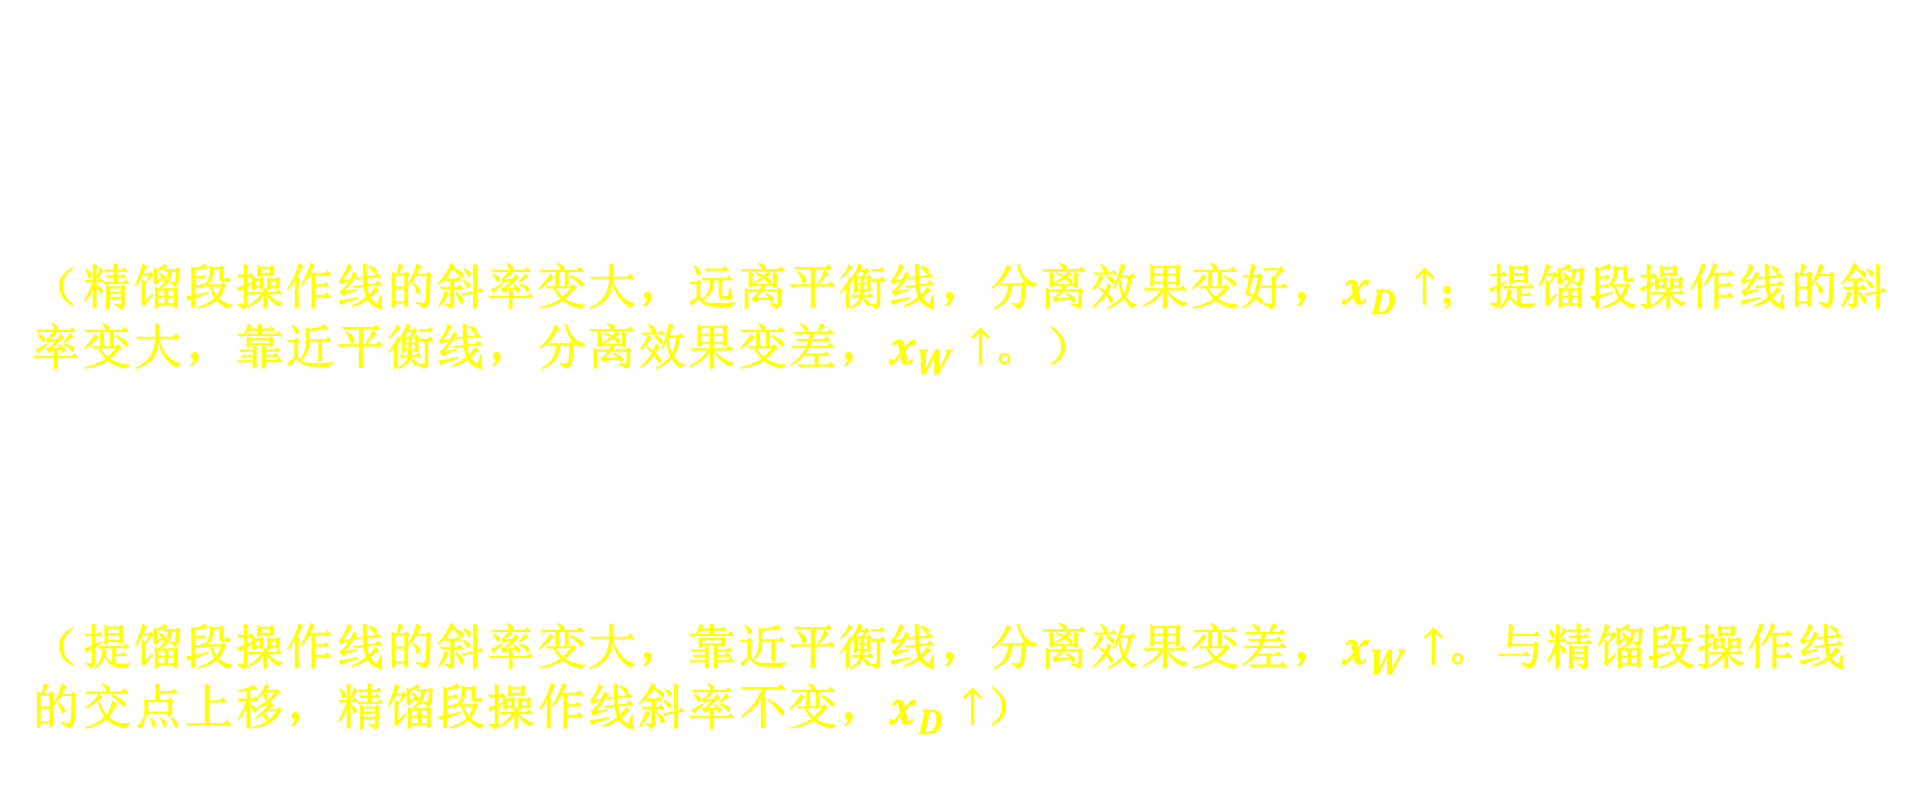 （精馏段操作线的斜率变大，远离平衡线，分离效果变好，x_D ↑；提馏段操作线的斜
率变大，靠近平衡线，分离效果变差，x_W ↑。）
（提馏段操作线的斜率变大，靠近平衡线，分离效果变差，x_W ↑。与精馏段操作线
的交点上移，精馏段操作线斜率不变，x_D ↑）